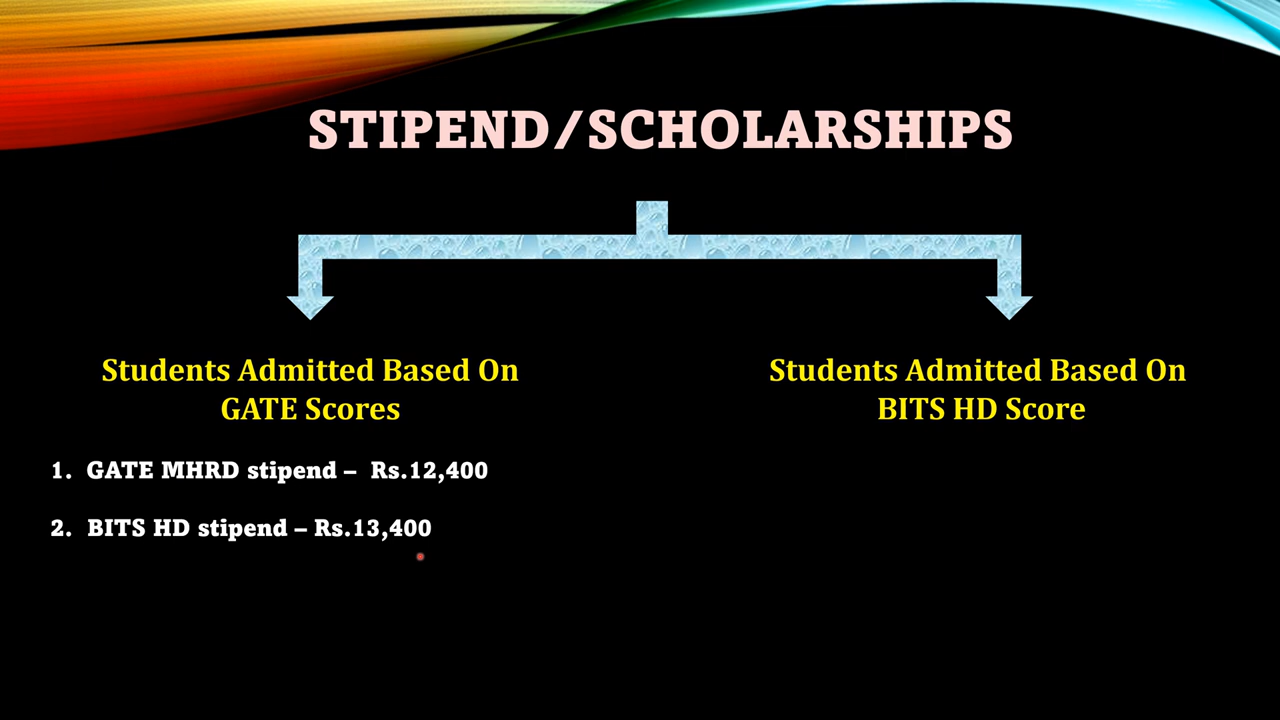 STIPEND/SCHOLARSHIPS
Students Admitted Based On
GATE Scores
1. GATE MHRD stipend – Rs.12,400
2. BITS HD stipend – Rs.13,400
Students Admitted Based On
BITS HD Score